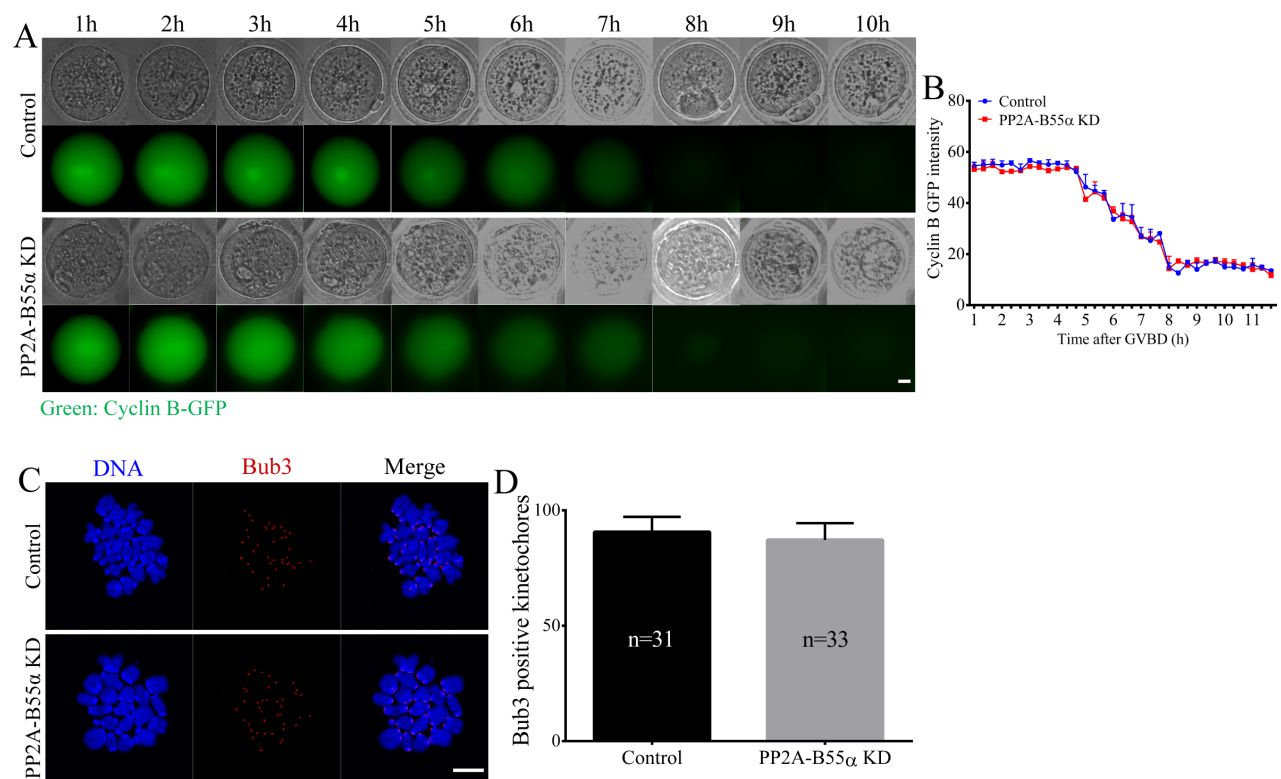 A
1h 2h 3h 4h 5h 6h 7h 8h 9h 10h
Control
PP2A-B55α KD
Green: Cyclin B-GFP
B
Control
PP2A-B55α KD
Cyclin B GFP intensity
80
60
40
20
0
1 2 3 4 5 6 7 8 9 10 11
Time after GVBD (h)
C
DNA Bub3 Merge
Control
PP2A-B55α KD
D
Bub3 positive kinetochores
100
50
0
n=31 n=33
Control PP2A-B55α KD